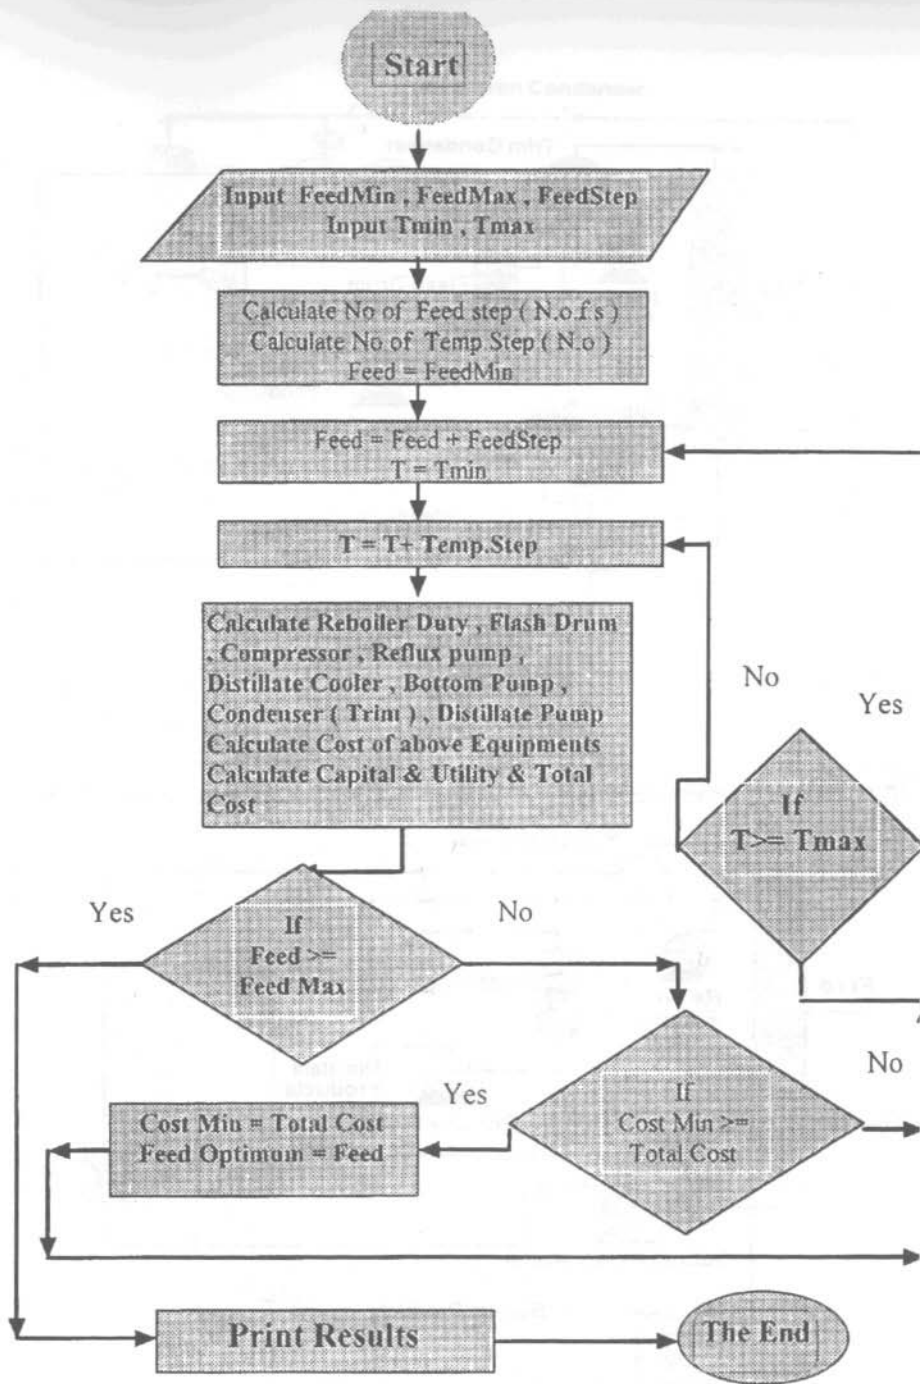 Start
Input FeedMin , FeedMax , FeedStep
Input Tmin , Tmax
Calculate No of Feed step ( N.o.f.s )
Calculate No of Temp Step ( N.o )
Feed = FeedMin
Feed = Feed + FeedStep
T = Tmin
T = T+ Temp.Step
Calculate Reboiler Duty , Flash Drum
, Compressor , Reflux pump ,
Distillate Cooler , Bottom Pump ,
Condenser ( Trim ) , Distillate Pump
Calculate Cost of above Equipments
Calculate Capital & Utility & Total
Cost
No
Yes
If
T>= Tmax
Yes
No
If
Feed >=
Feed Max
No
Yes
If
Cost Min >=
Total Cost
Cost Min = Total Cost
Feed Optimum = Feed
Print Results
The End
Trim Condenser
Feed